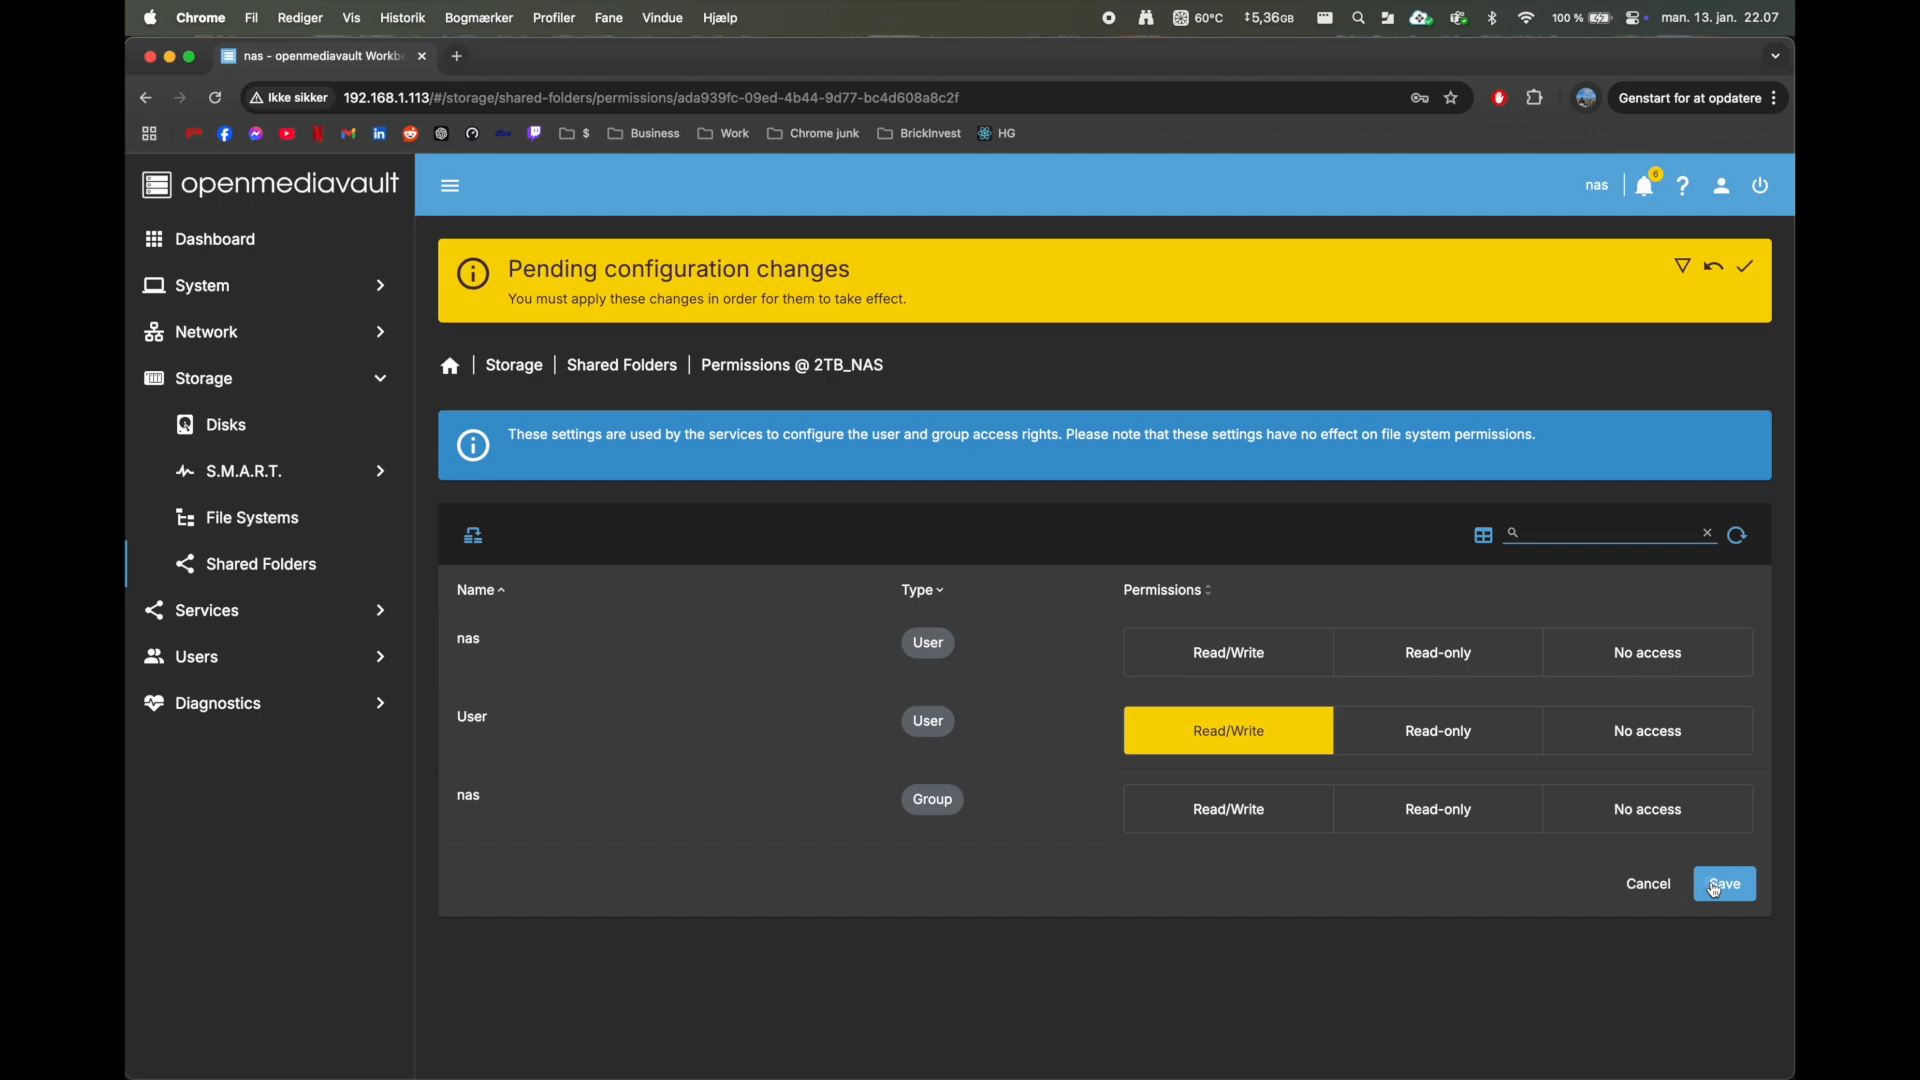 Chrome Fil Rediger Vis Historik Bogmærker Profiler Fane Vindue Hjælp 60°C 5,36GB 100 % man. 13. jan. 22.07
nas - openmediavault Workb
Ikke sikker 192.168.1.113/#/storage/shared-folders/permissions/ada939fc-09ed-4b44-9d77-bc4d608a8c2f Genstart for at opdatere
$ Business Work Chrome junk BrickInvest HG
openmediavault
nas 6
Dashboard
System
Network
Storage
Disks
S.M.A.R.T.
File Systems
Shared Folders
Services
Users
Diagnostics
Pending configuration changes
You must apply these changes in order for them to take effect.
Storage | Shared Folders | Permissions @ 2TB_NAS
These settings are used by the services to configure the user and group access rights. Please note that these settings have no effect on file system permissions.
Name Type Permissions
nas User Read/Write Read-only No access
User User Read/Write Read-only No access
nas Group Read/Write Read-only No access
Cancel Save